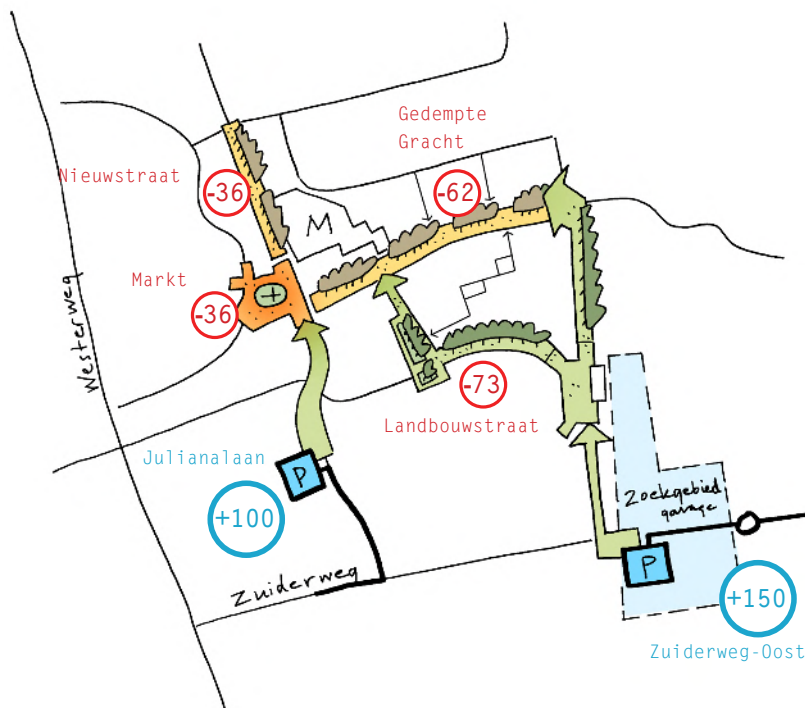 Gedempte
Gracht
Nieuwstraat
-36
-62
M
Markt
-36
Westerweg
-73
Landbouwstraat
Julianalaan
P
+100
Zoekgebied
garage
Zuiderweg
P
+150
Zuiderweg-Oost